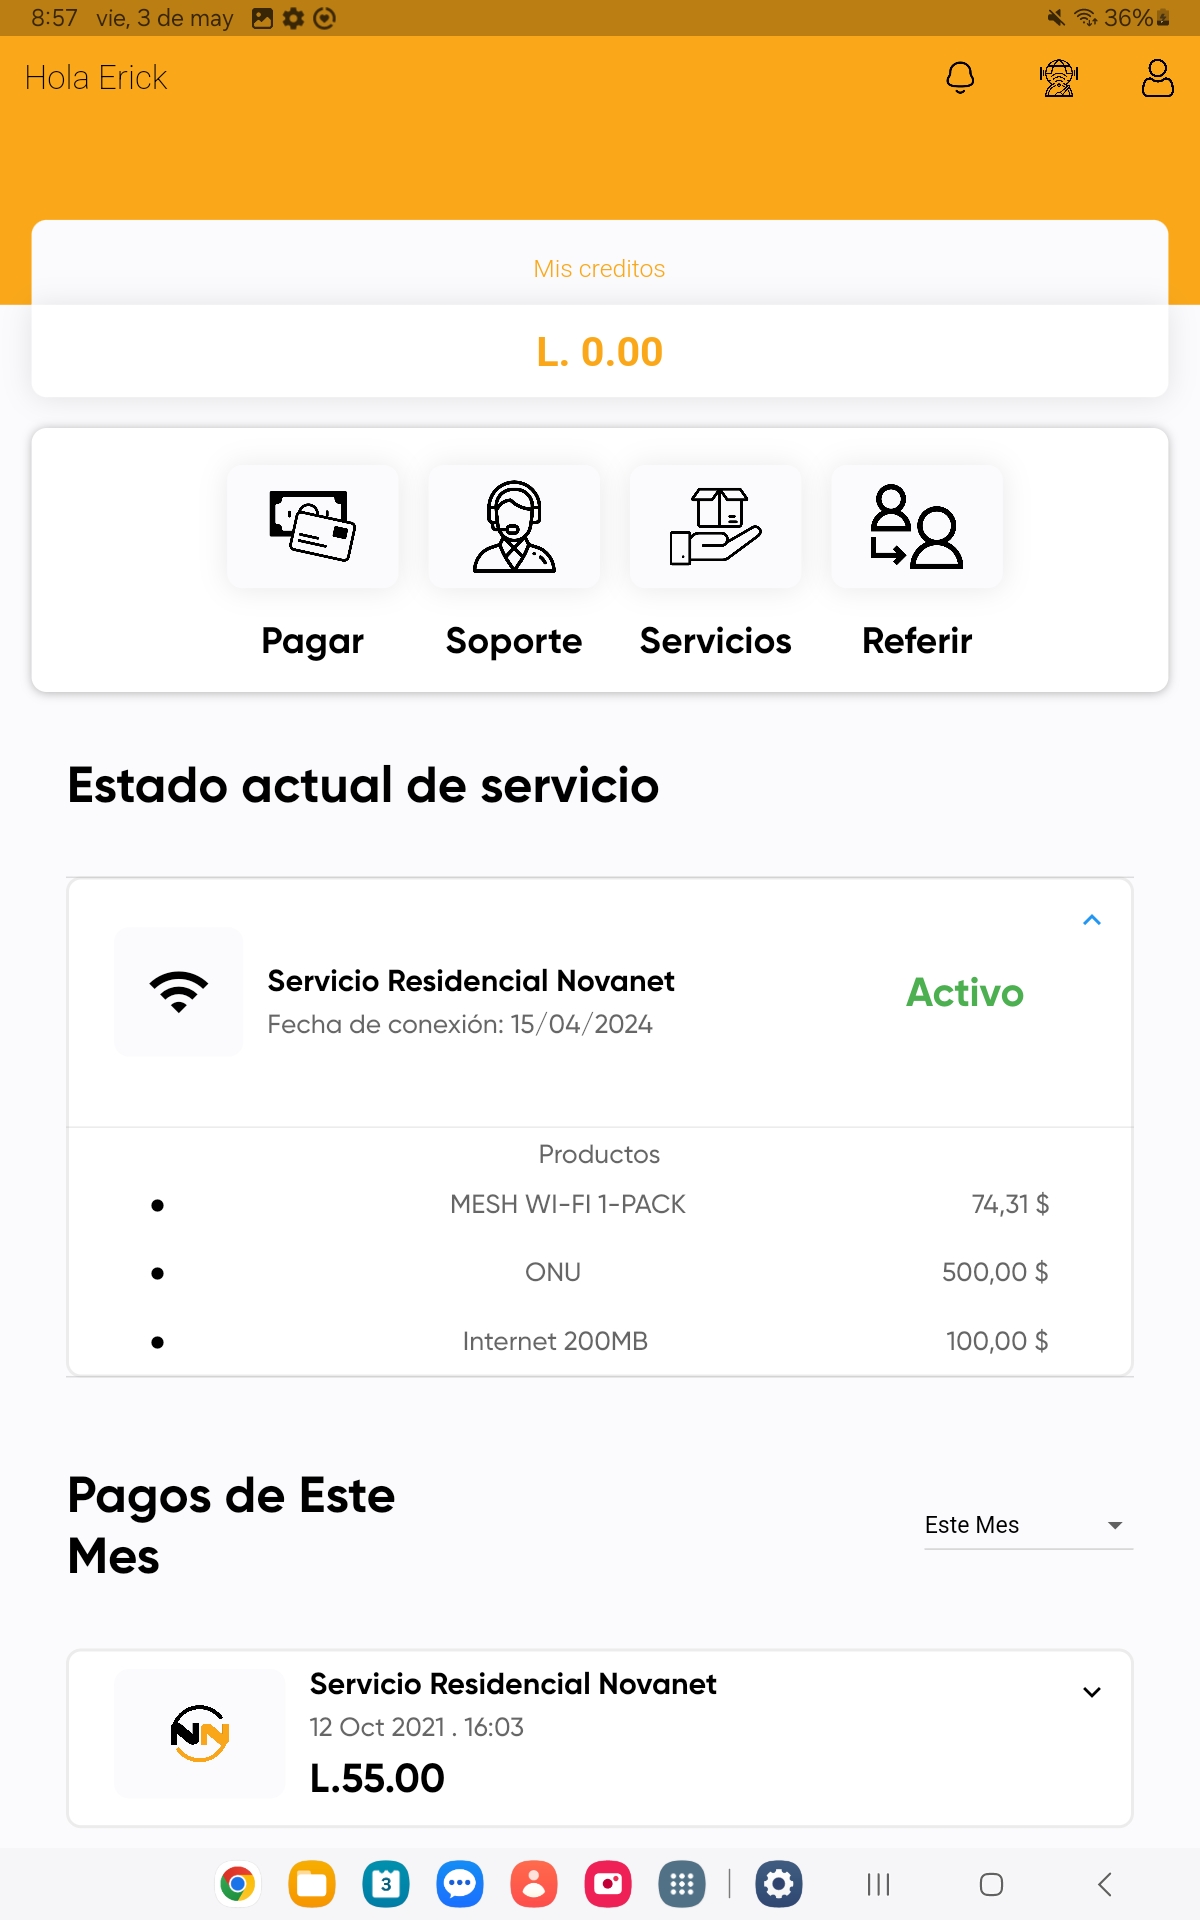 8:57 vie, 3 de may 36%
Hola Erick
Mis creditos
L. 0.00
Pagar Soporte Servicios Referir
Estado actual de servicio
Servicio Residencial Novanet
Fecha de conexión: 15/04/2024
Activo
Productos
MESH WI-FI 1-PACK 74,31 $
ONU 500,00 $
Internet 200MB 100,00 $
Pagos de Este
Mes
Este Mes
NN
Servicio Residencial Novanet
12 Oct 2021 . 16:03
L.55.00
3